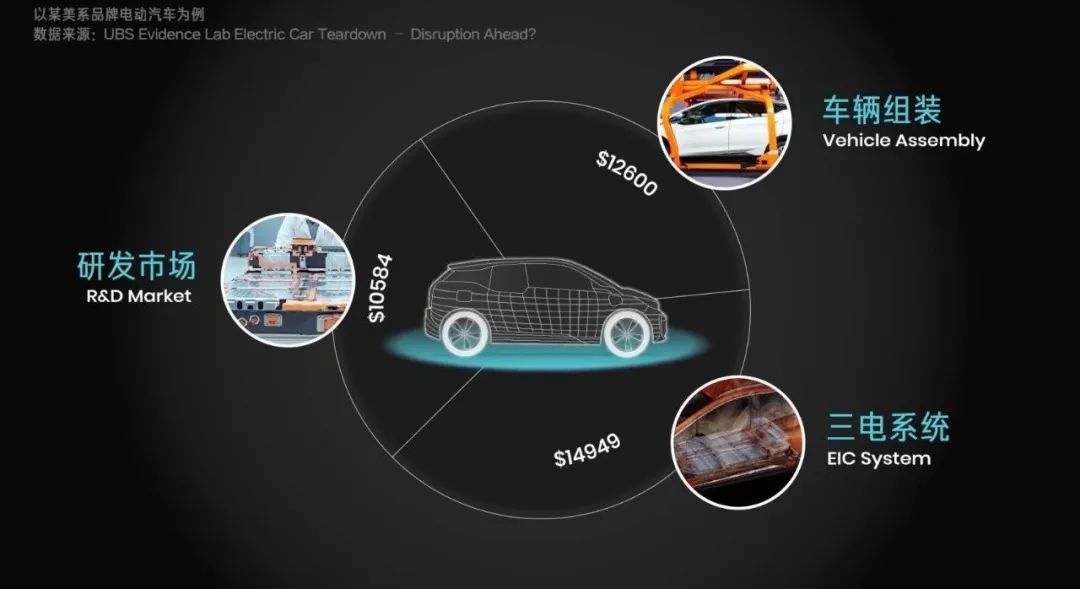 以某美系品牌电动汽车为例
数据来源：UBS Evidence Lab Electric Car Teardown – Disruption Ahead?
车辆组装
Vehicle Assembly
$12600
研发市场
R&D Market
$10584
三电系统
EIC System
$14949